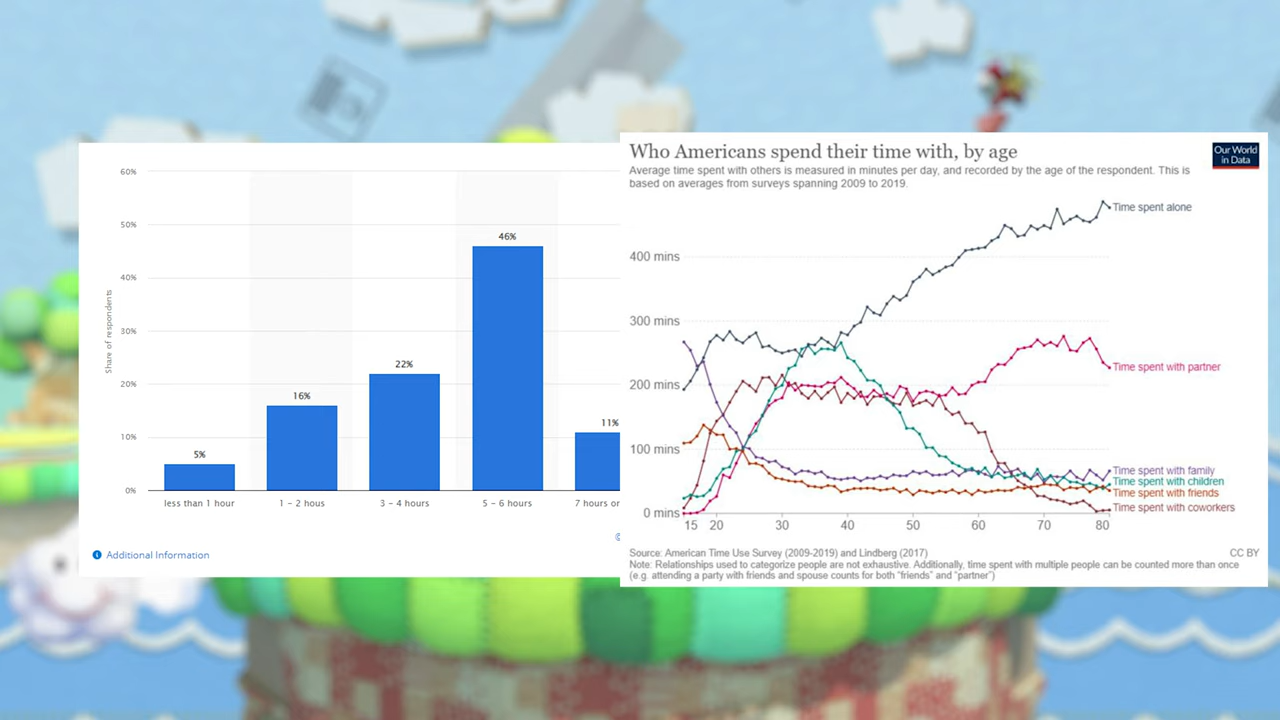 60%
50%
40%
30%
20%
10%
0%
Share of respondents
5%
16%
22%
46%
11%
less than 1 hour
1 – 2 hours
3 – 4 hours
5 – 6 hours
7 hours or
Additional Information
Who Americans spend their time with, by age
Our World
in Data
Average time spent with others is measured in minutes per day, and recorded by the age of the respondent. This is
based on averages from surveys spanning 2009 to 2019.
400 mins
300 mins
200 mins
100 mins
0 mins
15 20 30 40 50 60 70 80
Time spent alone
Time spent with partner
Time spent with family
Time spent with children
Time spent with friends
Time spent with coworkers
Source: American Time Use Survey (2009-2019) and Lindberg (2017)
CC BY
Note: Relationships used to categorize people are not exhaustive. Additionally, time spent with multiple people can be counted more than once
(e.g. attending a party with friends and spouse counts for both “friends” and “partner”)